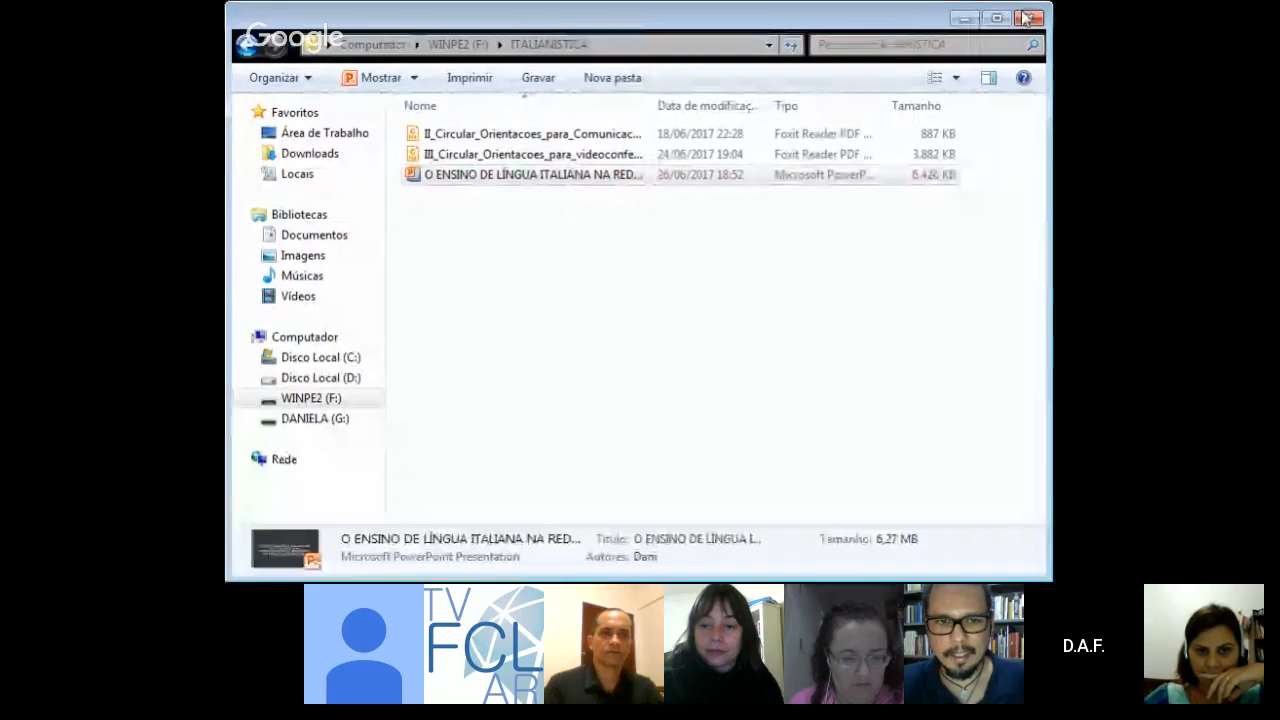 Google
Computador WINPE2 (F:) ITALIANISTICA
Organizar Mostrar Imprimir Gravar Nova pasta
Nome Data de modificaç... Tipo Tamanho
II_Circular_Orientacoes_para_Comunicac... 18/06/2017 22:28 Foxit Reader PDF ... 887 KB
III_Circular_Orientacoes_para_videoconfe... 24/06/2017 19:04 Foxit Reader PDF ... 3.882 KB
O ENSINO DE LÍNGUA ITALIANA NA RED... 26/06/2017 18:52 Microsoft PowerP... 6.426 KB
Favoritos
Área de Trabalho
Downloads
Locais
Bibliotecas
Documentos
Imagens
Músicas
Vídeos
Computador
Disco Local (C:)
Disco Local (D:)
WINPE2 (F:)
DANIELA (G:)
Rede
O ENSINO DE LÍNGUA ITALIANA NA RED... Título: O ENSINO DE LÍNGUA I... Tamanho: 6,27 MB
Microsoft PowerPoint Presentation Autores: Dani
TV
FCL
AR
D.A.F.